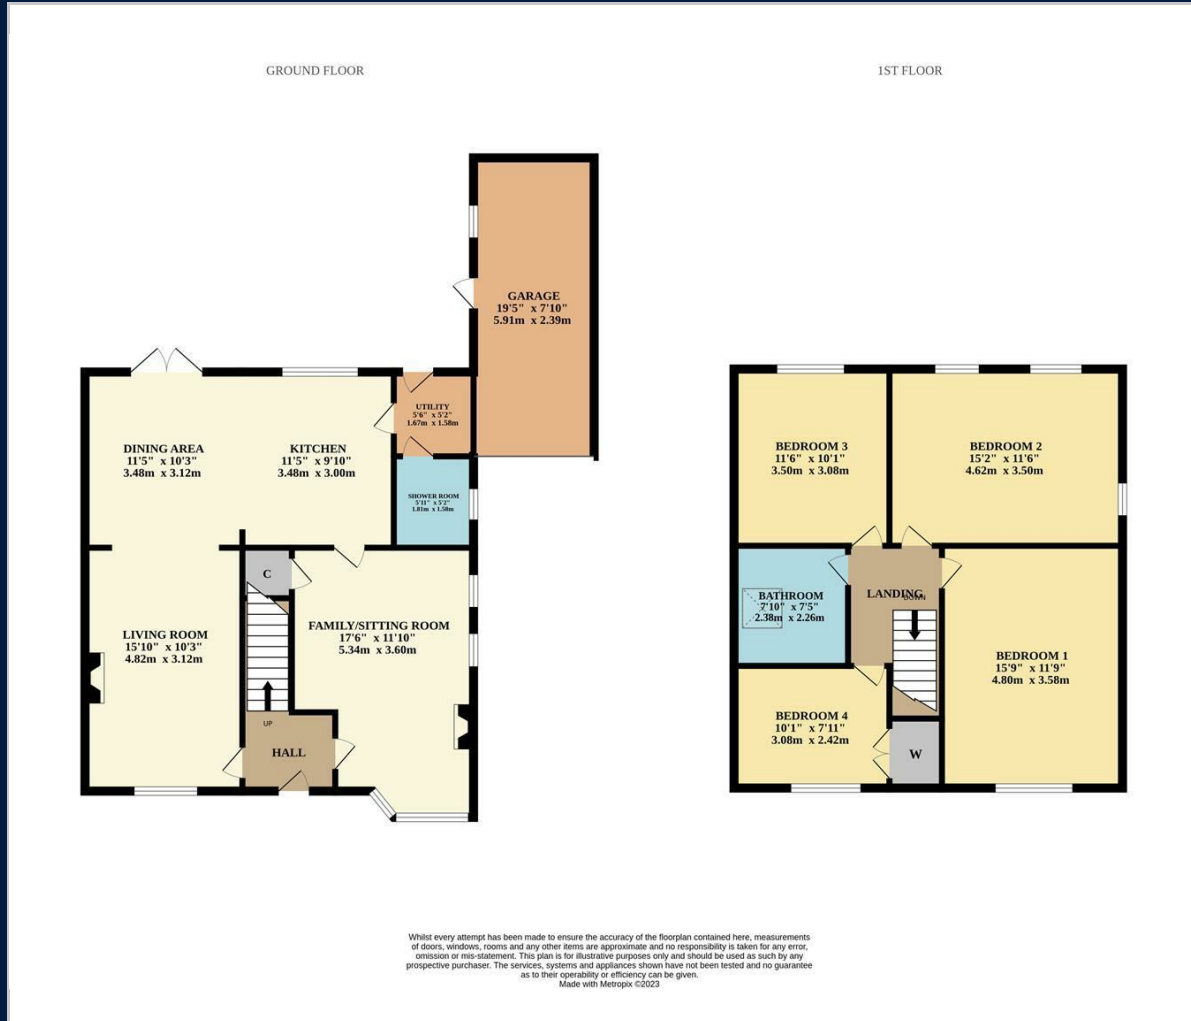 GROUND FLOOR
1ST FLOOR
GARAGE
19'5" x 7'10"
5.91m x 2.39m
UTILITY
5'6" x 5'2"
1.67m x 1.58m
DINING AREA
11'5" x 10'3"
3.48m x 3.12m
KITCHEN
11'5" x 9'10"
3.48m x 3.00m
SHOWER ROOM
5'11" x 5'2"
1.81m x 1.58m
C
LIVING ROOM
15'10" x 10'3"
4.82m x 3.12m
FAMILY/SITTING ROOM
17'6" x 11'10"
5.34m x 3.60m
UP
HALL
BEDROOM 3
11'6" x 10'1"
3.50m x 3.08m
BEDROOM 2
15'2" x 11'6"
4.62m x 3.50m
BATHROOM
7'10" x 7'5"
2.38m x 2.26m
LANDING
DOWN
BEDROOM 1
15'9" x 11'9"
4.80m x 3.58m
BEDROOM 4
10'1" x 7'11"
3.08m x 2.42m
W
Whilst every attempt has been made to ensure the accuracy of the floorplan contained here, measurements
of doors, windows, rooms and any other items are approximate and no responsibility is taken for any error,
omission or mis-statement. This plan is for illustrative purposes only and should be used as such by any
prospective purchaser. The services, systems and appliances shown have not been tested and no guarantee
as to their operability or efficiency can be given.
Made with Metropix ©2023